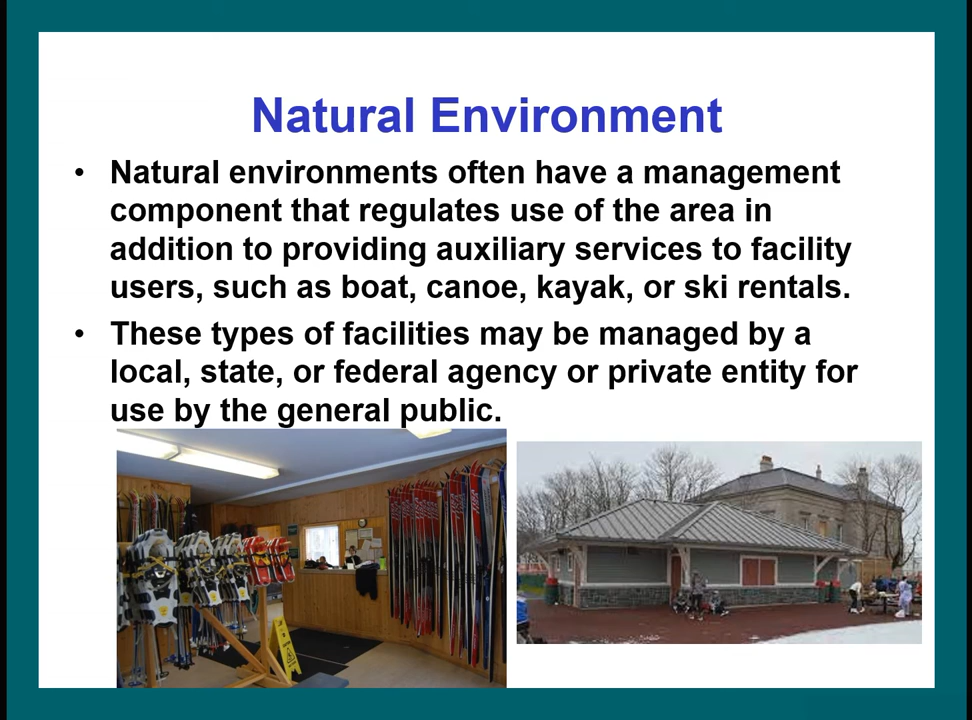 Natural Environment
• Natural environments often have a management
component that regulates use of the area in
addition to providing auxiliary services to facility
users, such as boat, canoe, kayak, or ski rentals.
• These types of facilities may be managed by a
local, state, or federal agency or private entity for
use by the general public.